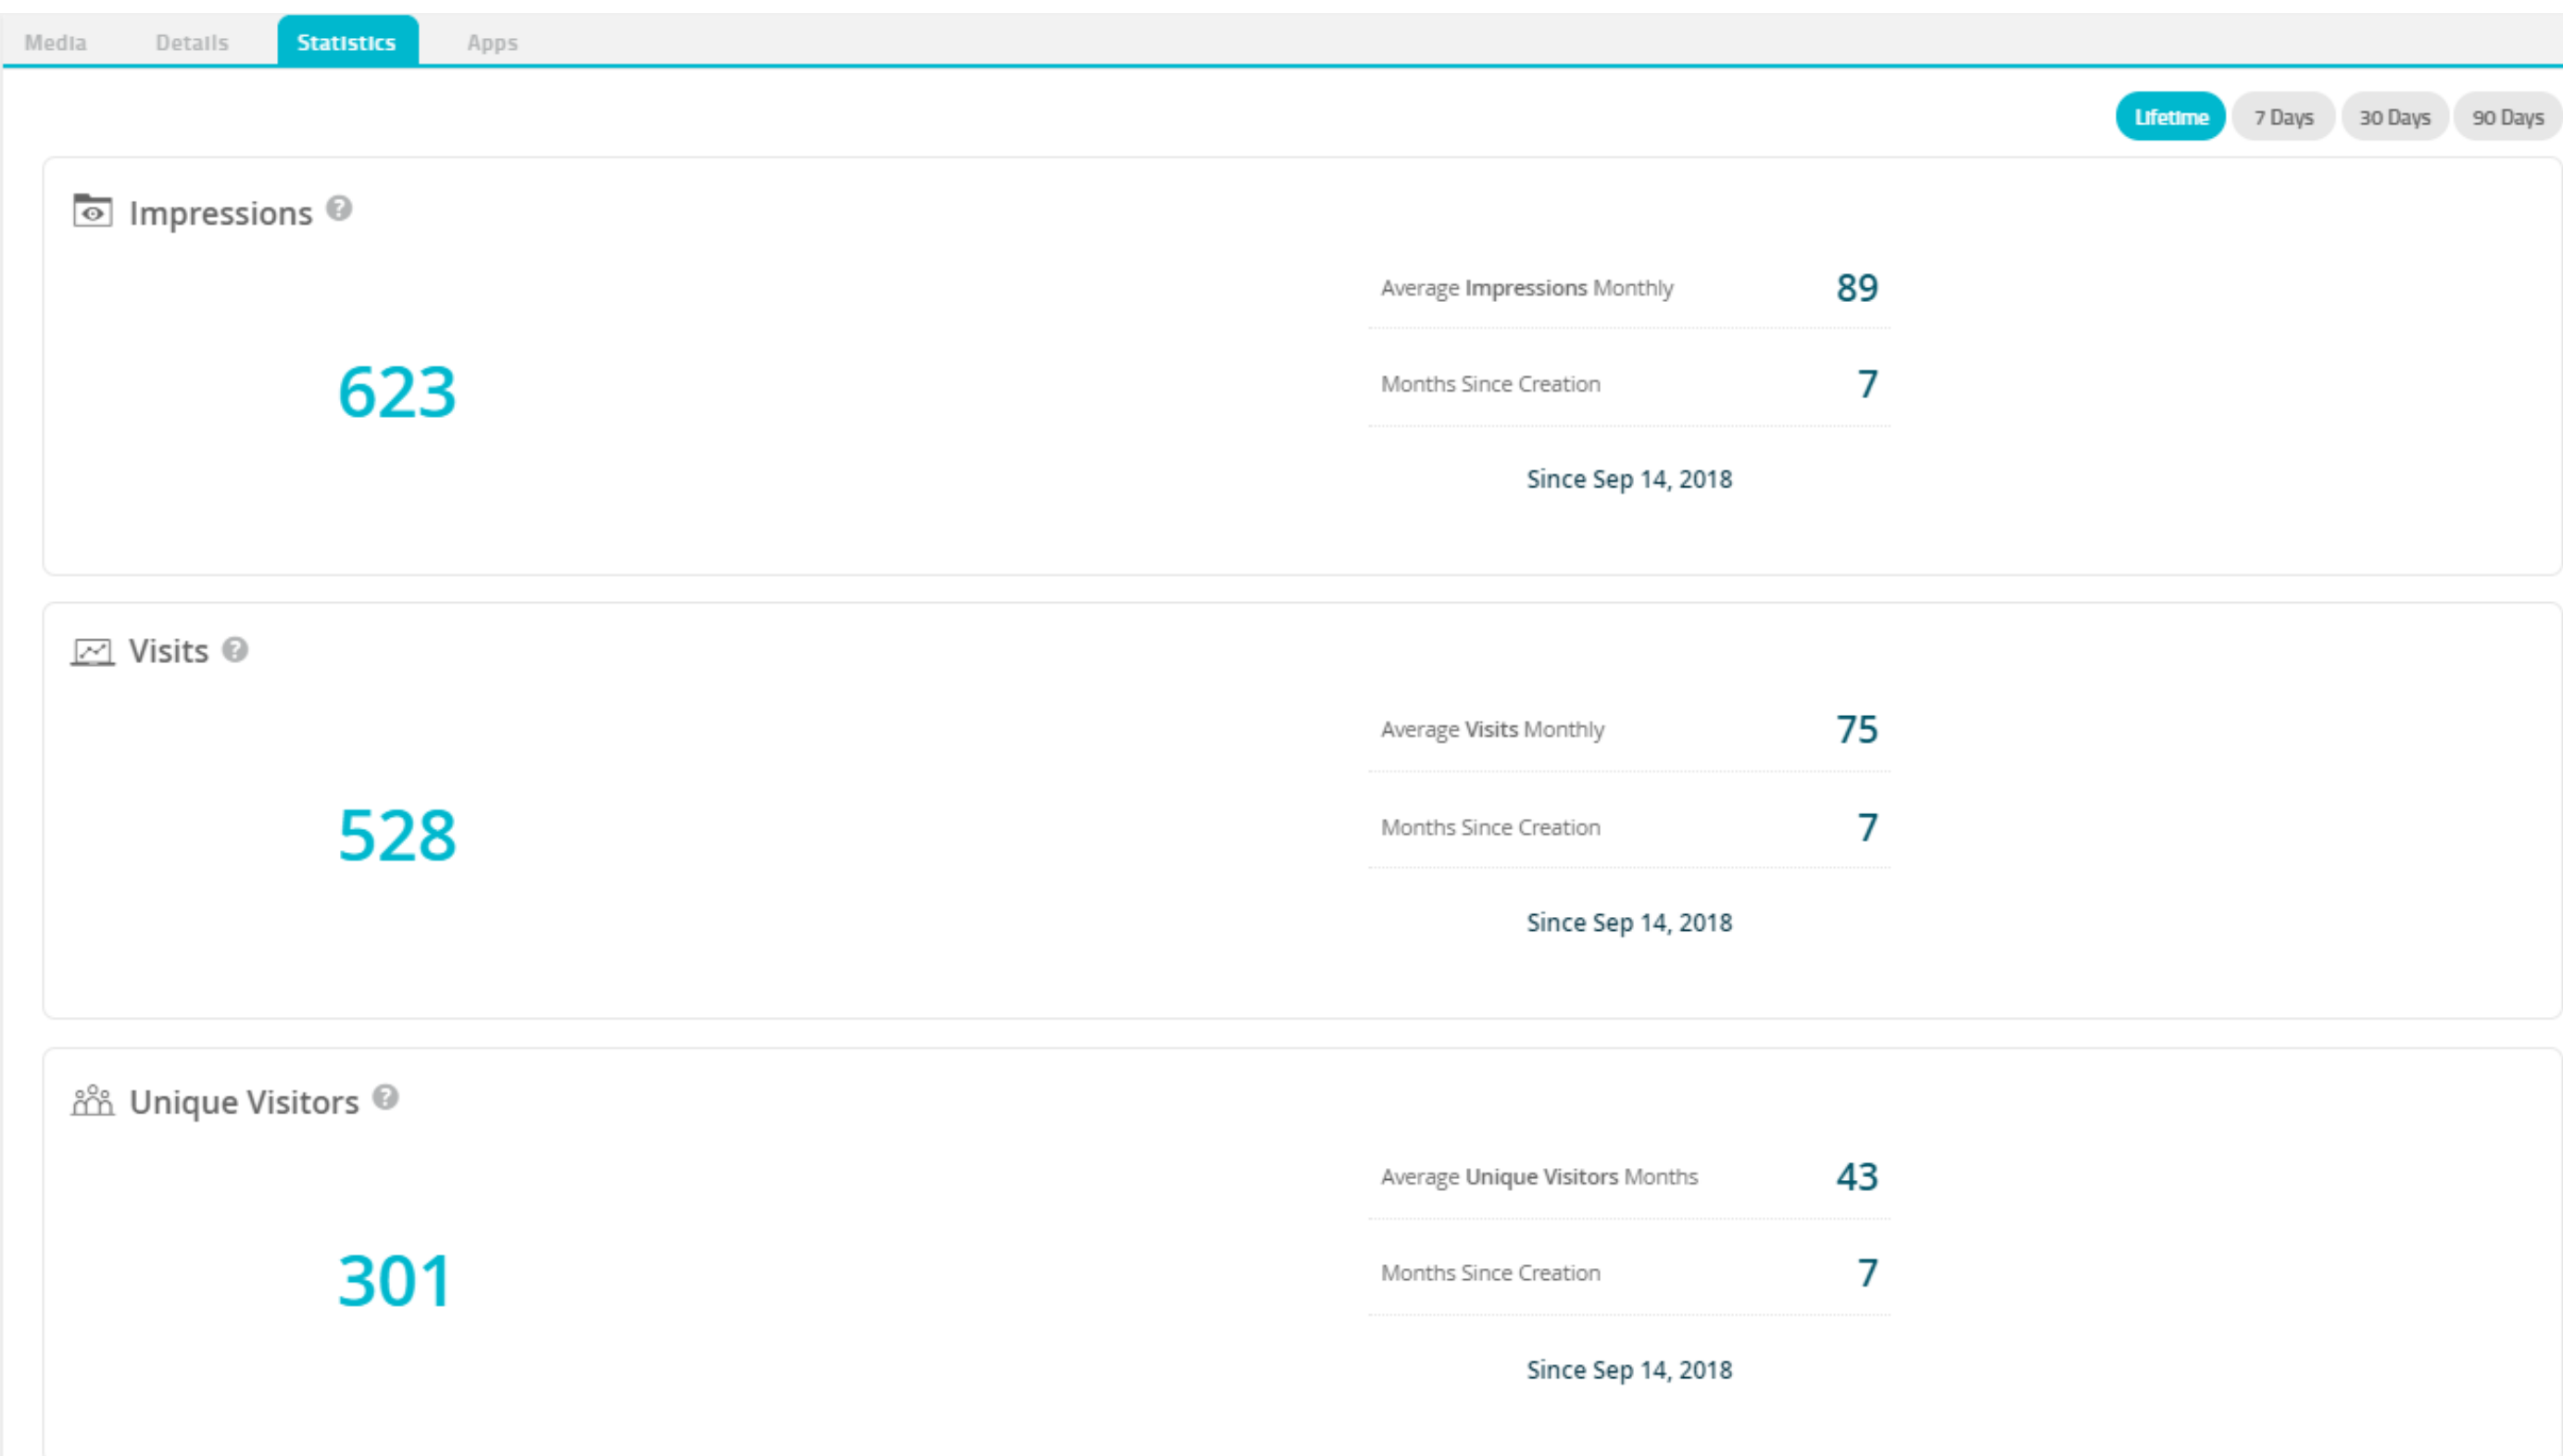 Media Details Statistics Apps
Lifetime 7 Days 30 Days 90 Days
Impressions ?
Average Impressions Monthly 89
623
Months Since Creation 7
Since Sep 14, 2018
Visits ?
Average Visits Monthly 75
528
Months Since Creation 7
Since Sep 14, 2018
Unique Visitors ?
Average Unique Visitors Months 43
301
Months Since Creation 7
Since Sep 14, 2018